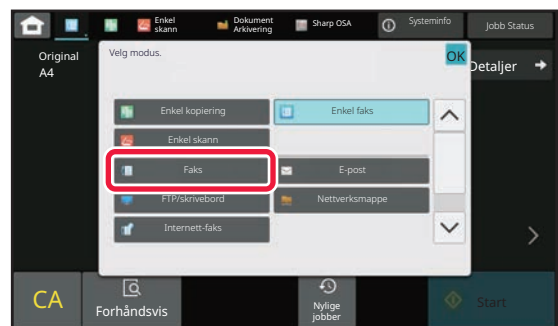 Enkel
skann
Dokument
Arkivering
Sharp OSA
Systeminfo
Jobb Status
Original
A4
Velg modus.
OK
Detaljer
Enkel kopiering
Enkel faks
Enkel skann
Faks
E-post
FTP/skrivebord
Nettverksmappe
Internett-faks
CA
Forhåndsvis
Nylige
jobber
Start